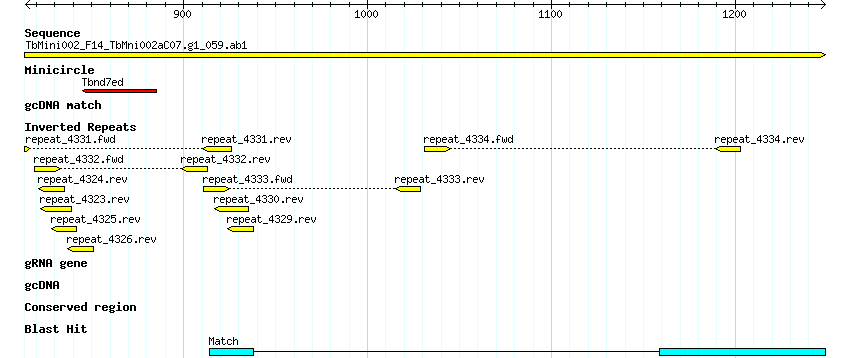 900 1000 1100 1200
Sequence
TbMini002_F14_TbMni002aC07.g1_059.ab1
Minicircle
Tbnd7ed
gcDNA match
Inverted Repeats
repeat_4331.fwd repeat_4331.rev repeat_4334.fwd repeat_4334.rev
repeat_4332.fwd repeat_4332.rev
repeat_4324.rev repeat_4333.fwd repeat_4333.rev
repeat_4323.rev repeat_4330.rev
repeat_4325.rev repeat_4329.rev
repeat_4326.rev
gRNA gene
gcDNA
Conserved region
Blast Hit
Match